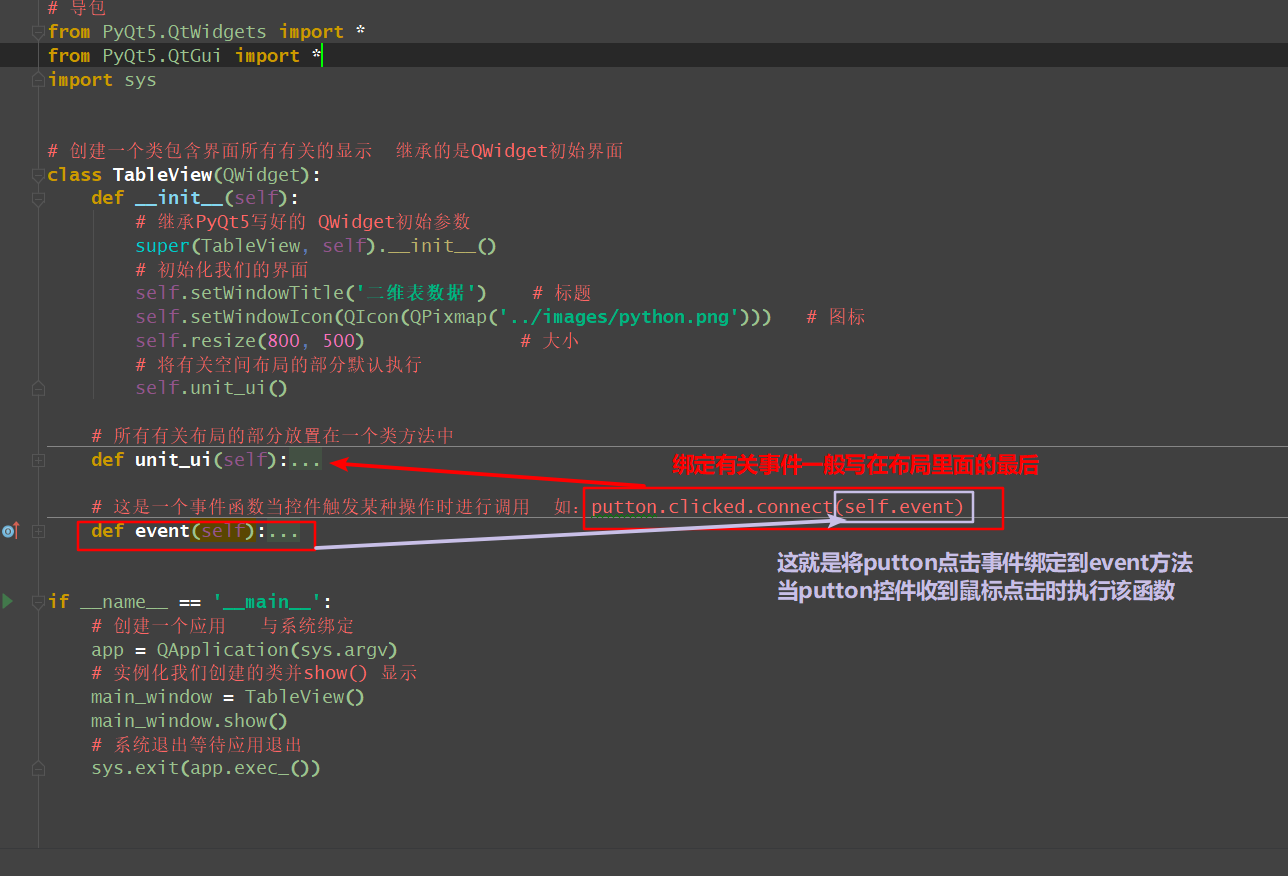 # 导包
from PyQt5.QtWidgets import *
from PyQt5.QtGui import *
import sys
# 创建一个类包含界面所有有关的显示  继承的是QWidget初始界面
class TableView(QWidget):
def __init__(self):
# 继承PyQt5写好的 QWidget初始参数
super(TableView, self).__init__()
# 初始化我们的界面
self.setWindowTitle('二维表数据')    # 标题
self.setWindowIcon(QIcon(QPixmap('../images/python.png')))   # 图标
self.resize(800, 500)              # 大小
# 将有关空间布局的部分默认执行
self.unit_ui()
# 所有有关布局的部分放置在一个类方法中
def unit_ui(self):...
绑定有关事件一般写在布局里面的最后
# 这是一个事件函数当控件触发某种操作时进行调用  如：putton.clicked.connect(self.event)
def event(self):...
这就是将putton点击事件绑定到event方法
当putton控件收到鼠标点击时执行该函数
if __name__ == '__main__':
# 创建一个应用   与系统绑定
app = QApplication(sys.argv)
# 实例化我们创建的类并show() 显示
main_window = TableView()
main_window.show()
# 系统退出等待应用退出
sys.exit(app.exec_())